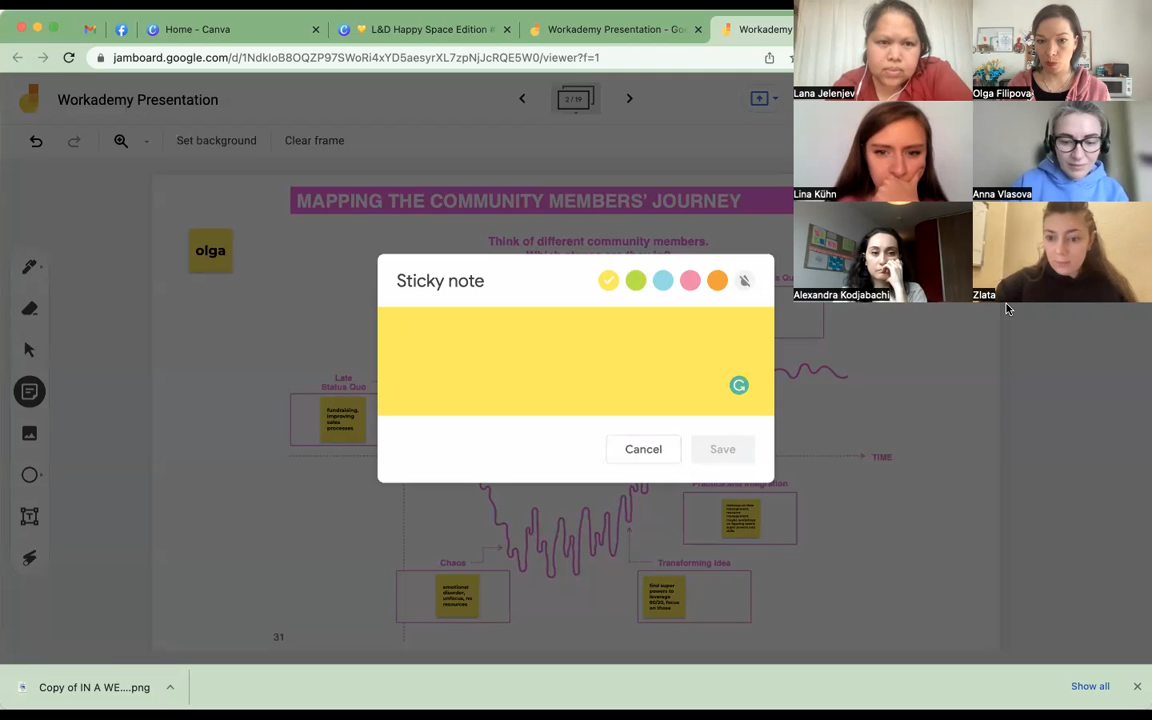 Home - Canva
L&D Happy Space Edition
Workademy Presentation - Go
Workademy
jamboard.google.com/d/1NdkloB8OQZP97SWoRi4xYD5aesyrXL7zpNjJcRQE5W0/viewer?f=1
Workademy Presentation
2/19
Set background
Clear frame
MAPPING THE COMMUNITY MEMBERS' JOURNEY
olga
Think of different community members.
Sticky note
Late
Status Quo
fundraising,
improving
sales
processes
Cancel
Save
TIME
Practice and Integration
Chaos
Transforming Idea
emotional
disorder,
unfocus, no
resources
find super
powers to
leverage
80/20, focus
on those
31
Lana Jelenjev
Olga Filipova
Lina Kühn
Anna Vlasova
Alexandra Kodjabachi
Zlata
Copy of IN A WE....png
Show all